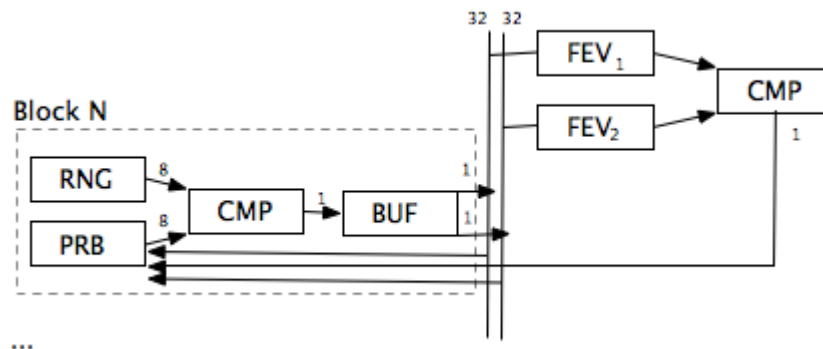 32 32
FEV1
CMP
1
FEV2
Block N
RNG
8
CMP
1
BUF
1
1
8
PRB
...